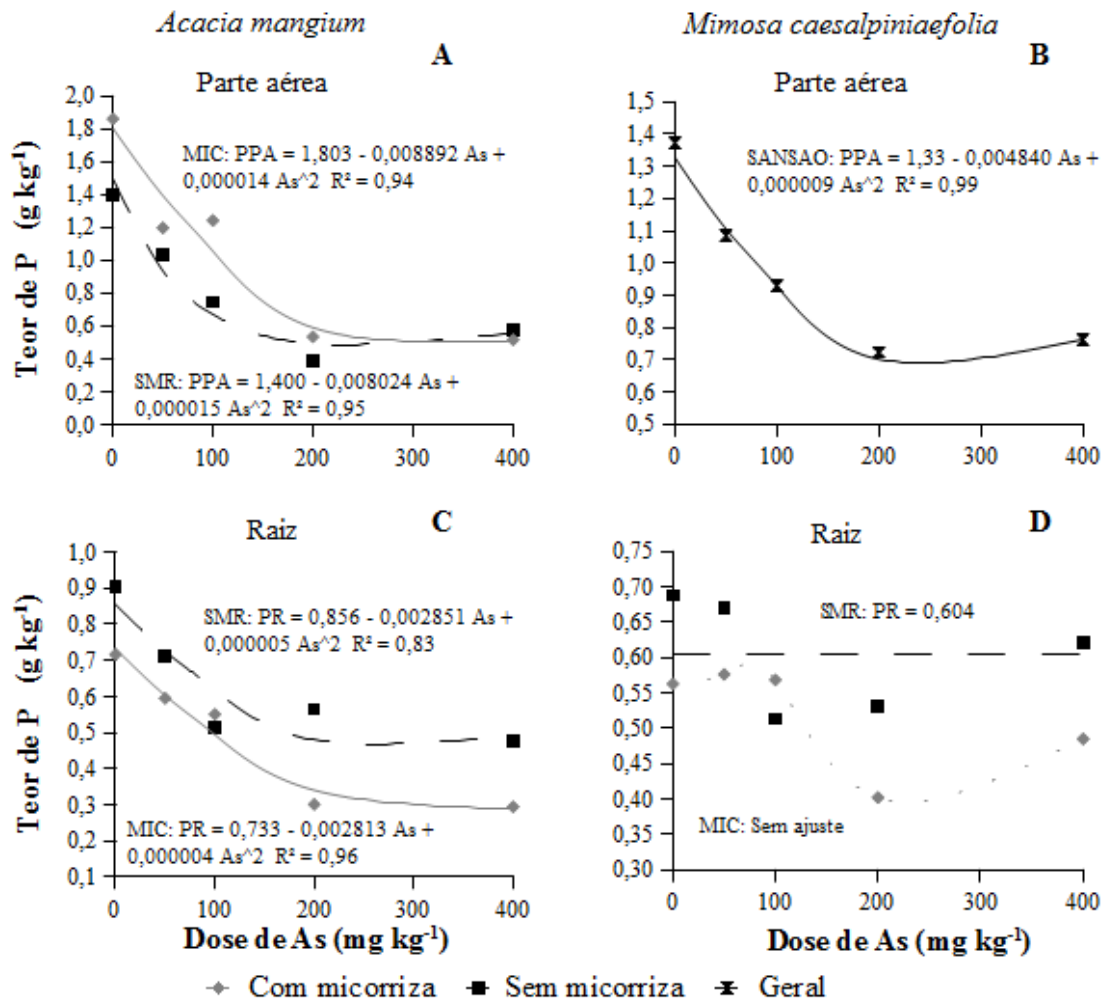 Acacia mangium
Mimosa caesalpiniaefolia
A
Parte aérea
Teor de P (g kg⁻¹)
2,0
1,8
1,6
1,4
1,2
1,0
0,8
0,6
0,4
0,2
0,0
MIC: PPA = 1,803 - 0,008892 As +
0,000014 As^2 R² = 0,94
SMR: PPA = 1,400 - 0,008024 As +
0,000015 As^2 R² = 0,95
0 100 200 300 400
B
Parte aérea
1,5
1,4
1,3
1,2
1,1
1,0
0,9
0,8
0,7
0,6
0,5
SANSAO: PPA = 1,33 - 0,004840 As +
0,000009 As^2 R² = 0,99
0 100 200 300 400
C
Raiz
Teor de P (g kg⁻¹)
1,0
0,9
0,8
0,7
0,6
0,5
0,4
0,3
0,2
0,1
SMR: PR = 0,856 - 0,002851 As +
0,000005 As^2 R² = 0,83
MIC: PR = 0,733 - 0,002813 As +
0,000004 As^2 R² = 0,96
0 100 200 300 400
Dose de As (mg kg⁻¹)
D
Raiz
0,75
0,70
0,65
0,60
0,55
0,50
0,45
0,40
0,35
0,30
SMR: PR = 0,604
MIC: Sem ajuste
0 100 200 300 400
Dose de As (mg kg⁻¹)
Com micorriza Sem micorriza Geral